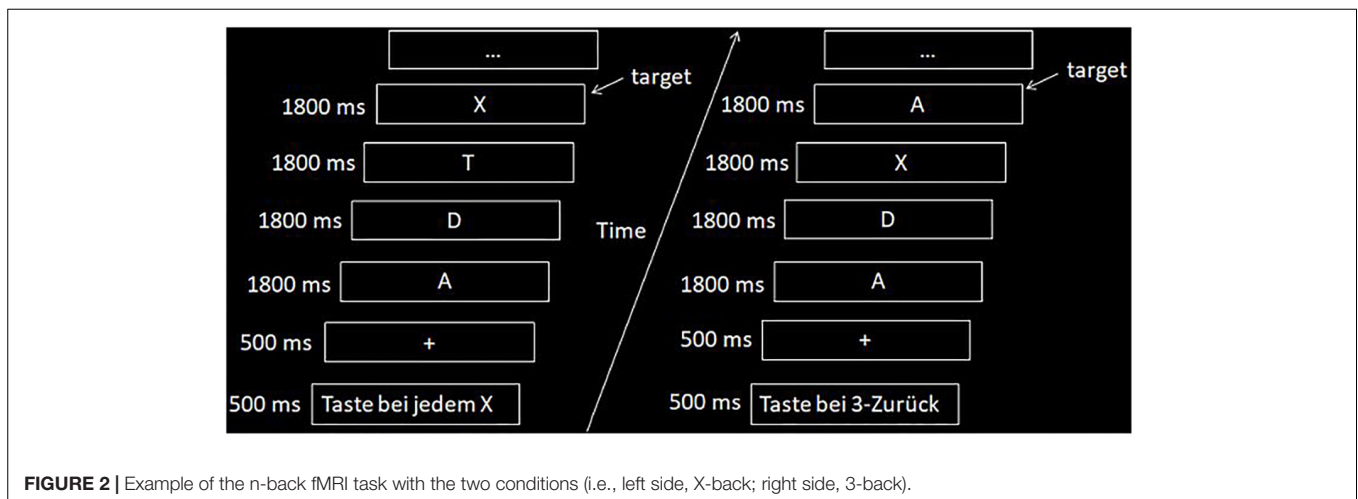 ...
target
1800 ms X
1800 ms T
1800 ms D
1800 ms A
500 ms +
500 ms Taste bei jedem X
Time
...
target
1800 ms A
1800 ms X
1800 ms D
1800 ms A
500 ms +
500 ms Taste bei 3-Zurück
FIGURE 2 | Example of the n-back fMRI task with the two conditions (i.e., left side, X-back; right side, 3-back).